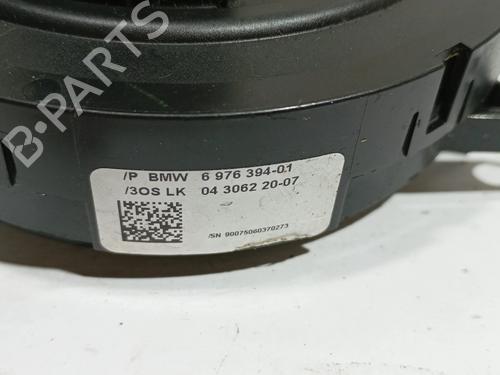 B-PARTS
/P BMW 6 976 394-01
/3OS LK 04 3062 20-07
/SN 90075060370273